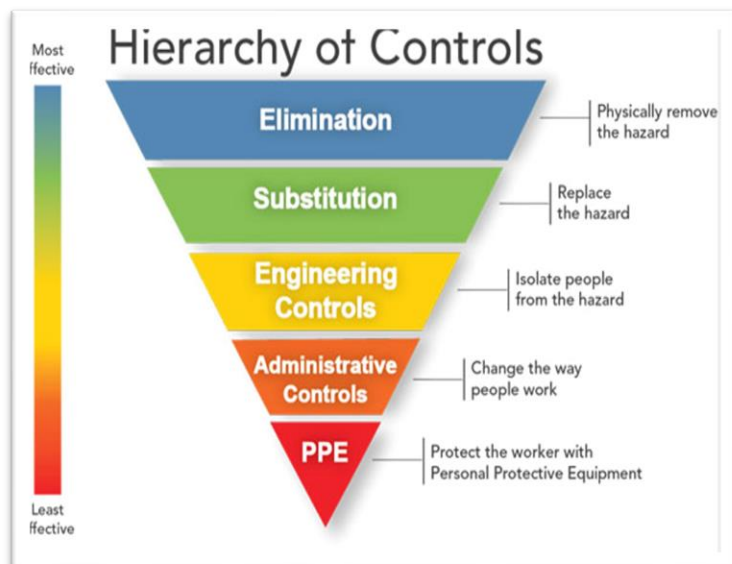 Hierarchy of Controls
Most
ffective
Elimination
Physically remove
the hazard
Substitution
Replace
the hazard
Engineering
Controls
Isolate people
from the hazard
Administrative
Controls
Change the way
people work
PPE
Protect the worker with
Personal Protective Equipment
Least
ffective